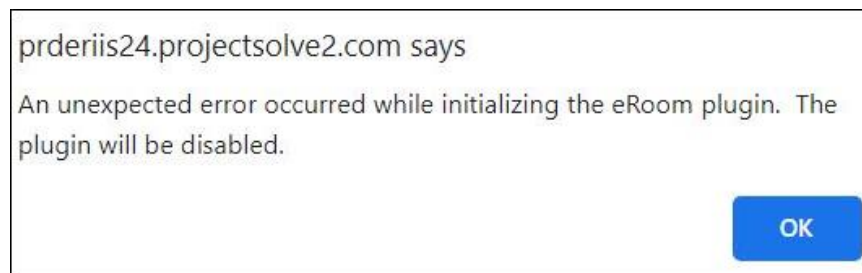 prderiis24.projectsolve2.com says
An unexpected error occurred while initializing the eRoom plugin.  The
plugin will be disabled.
OK